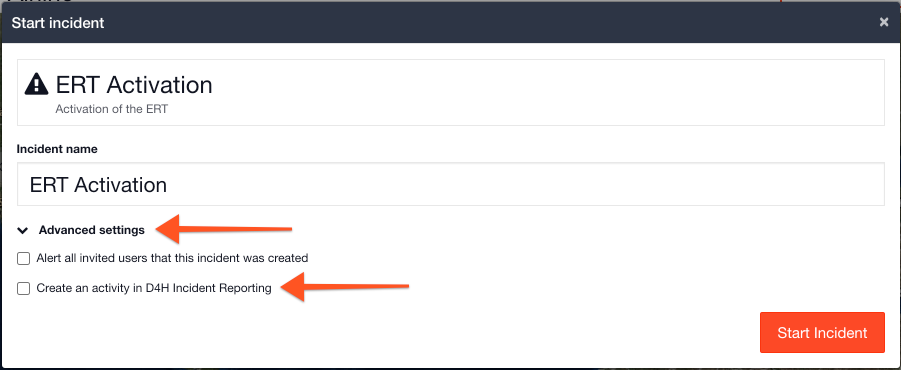 Start incident
×
ERT Activation
Activation of the ERT
Incident name
ERT Activation
Advanced settings
Alert all invited users that this incident was created
Create an activity in D4H Incident Reporting
Start Incident